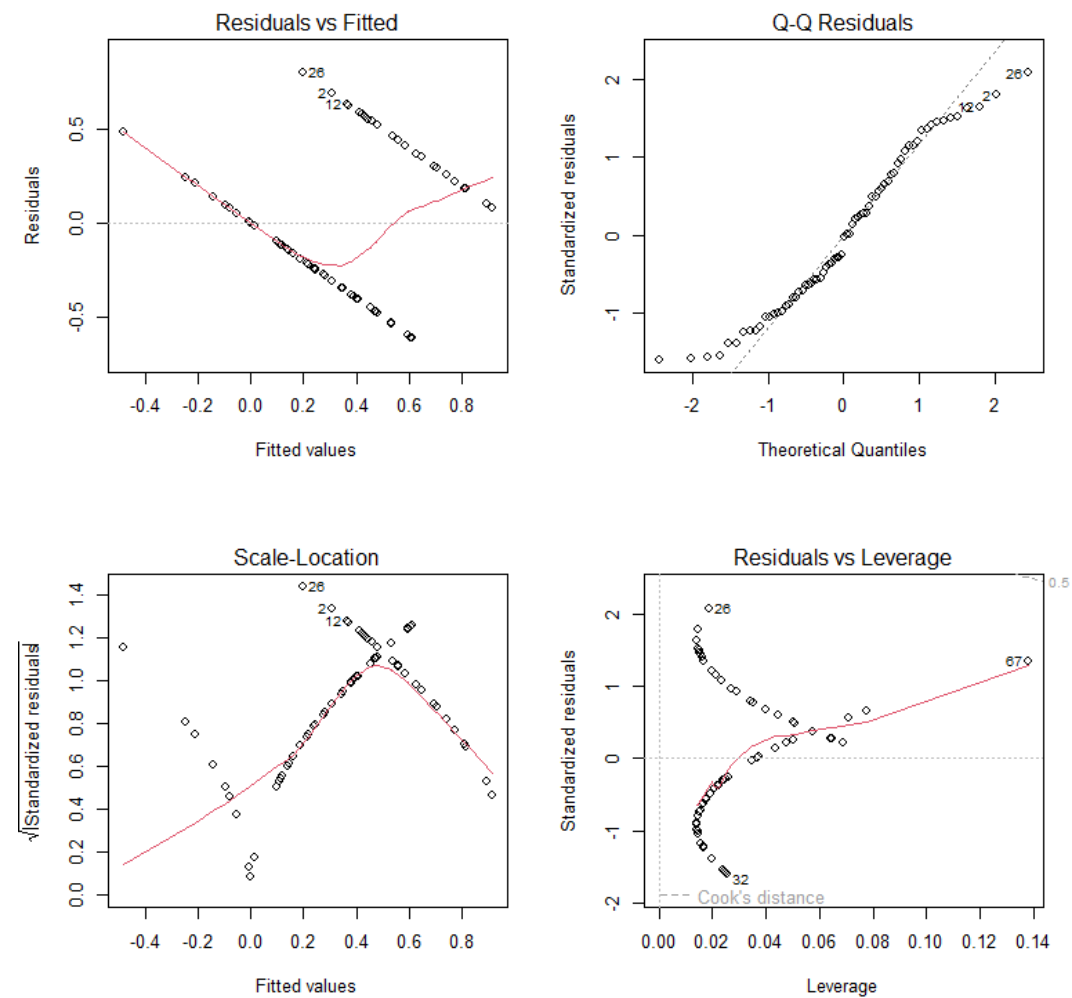 Residuals vs Fitted
Residuals
0.5
0.0
-0.5
26
2
12
-0.4 -0.2 0.0 0.2 0.4 0.6 0.8
Fitted values
Q-Q Residuals
Standardized residuals
2
1
0
-1
26
2
12
-2 -1 0 1 2
Theoretical Quantiles
Scale-Location
√|Standardized residuals|
1.4
1.2
1.0
0.8
0.6
0.4
0.2
0.0
26
2
12
-0.4 -0.2 0.0 0.2 0.4 0.6 0.8
Fitted values
Residuals vs Leverage
Standardized residuals
2
1
0
-1
-2
0.5
26
67
32
Cook's distance
0.00 0.02 0.04 0.06 0.08 0.10 0.12 0.14
Leverage